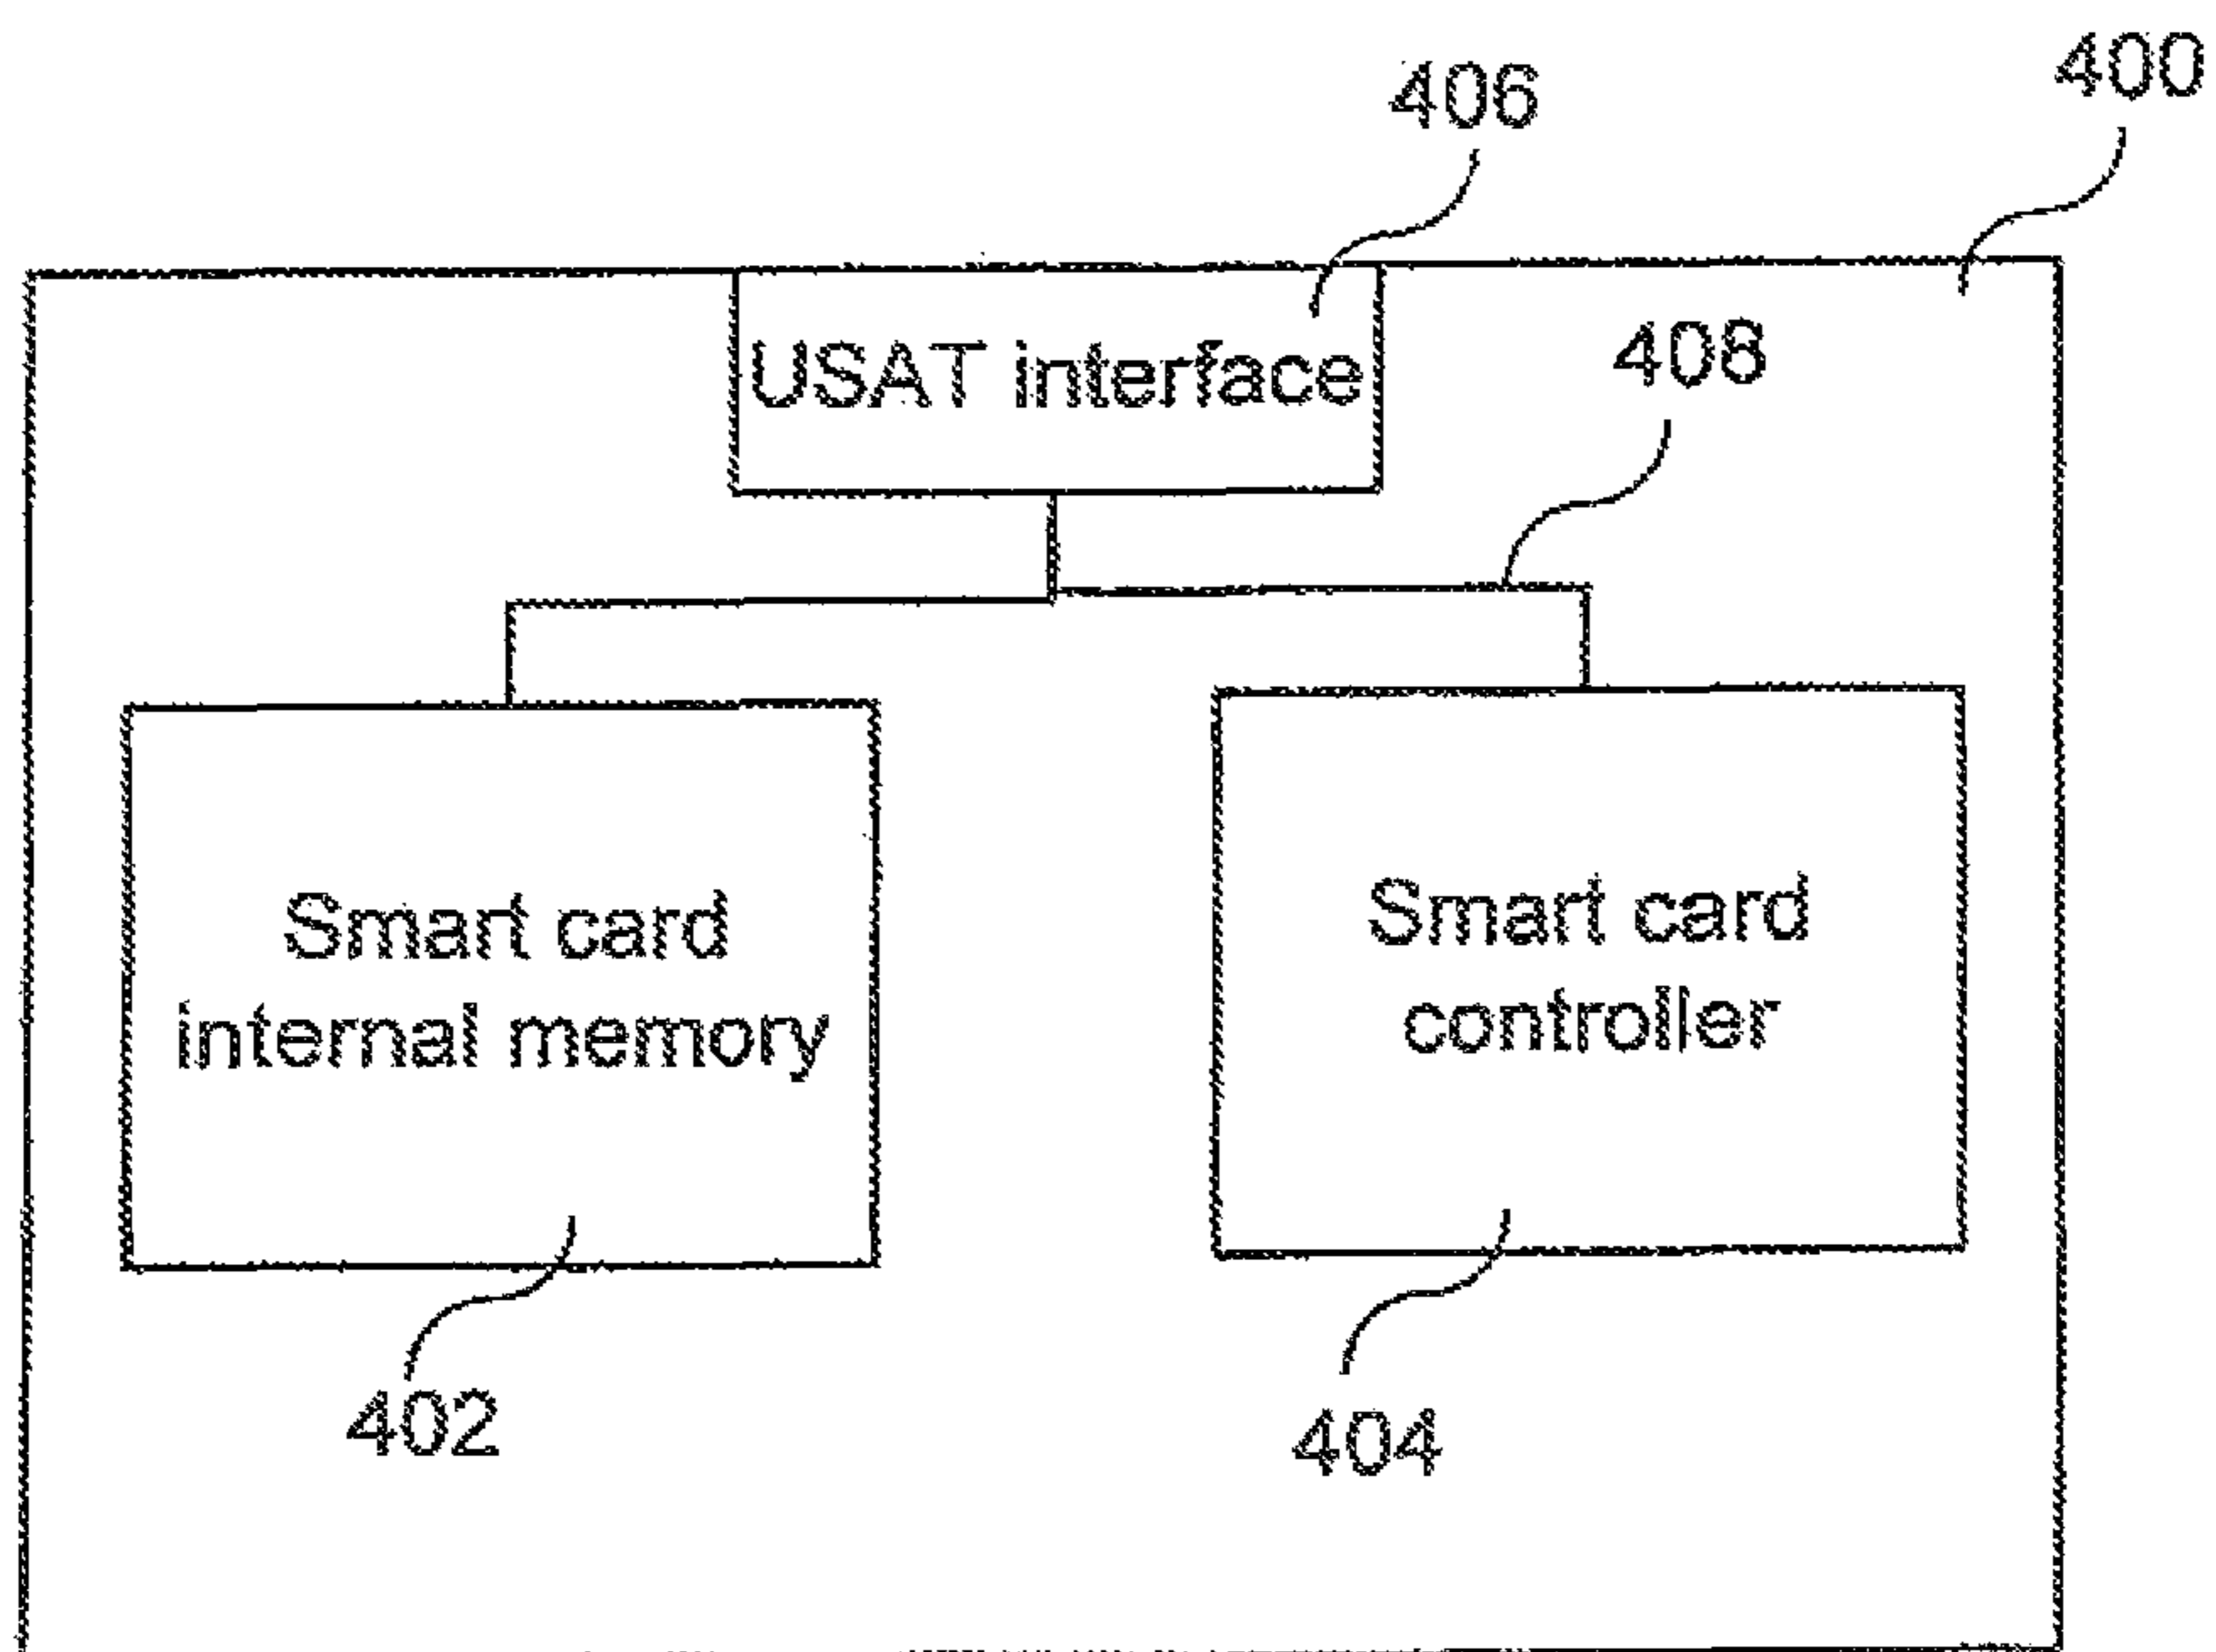 400
406
USAT interface
408
Smart card
internal memory
Smart card
controller
402
404